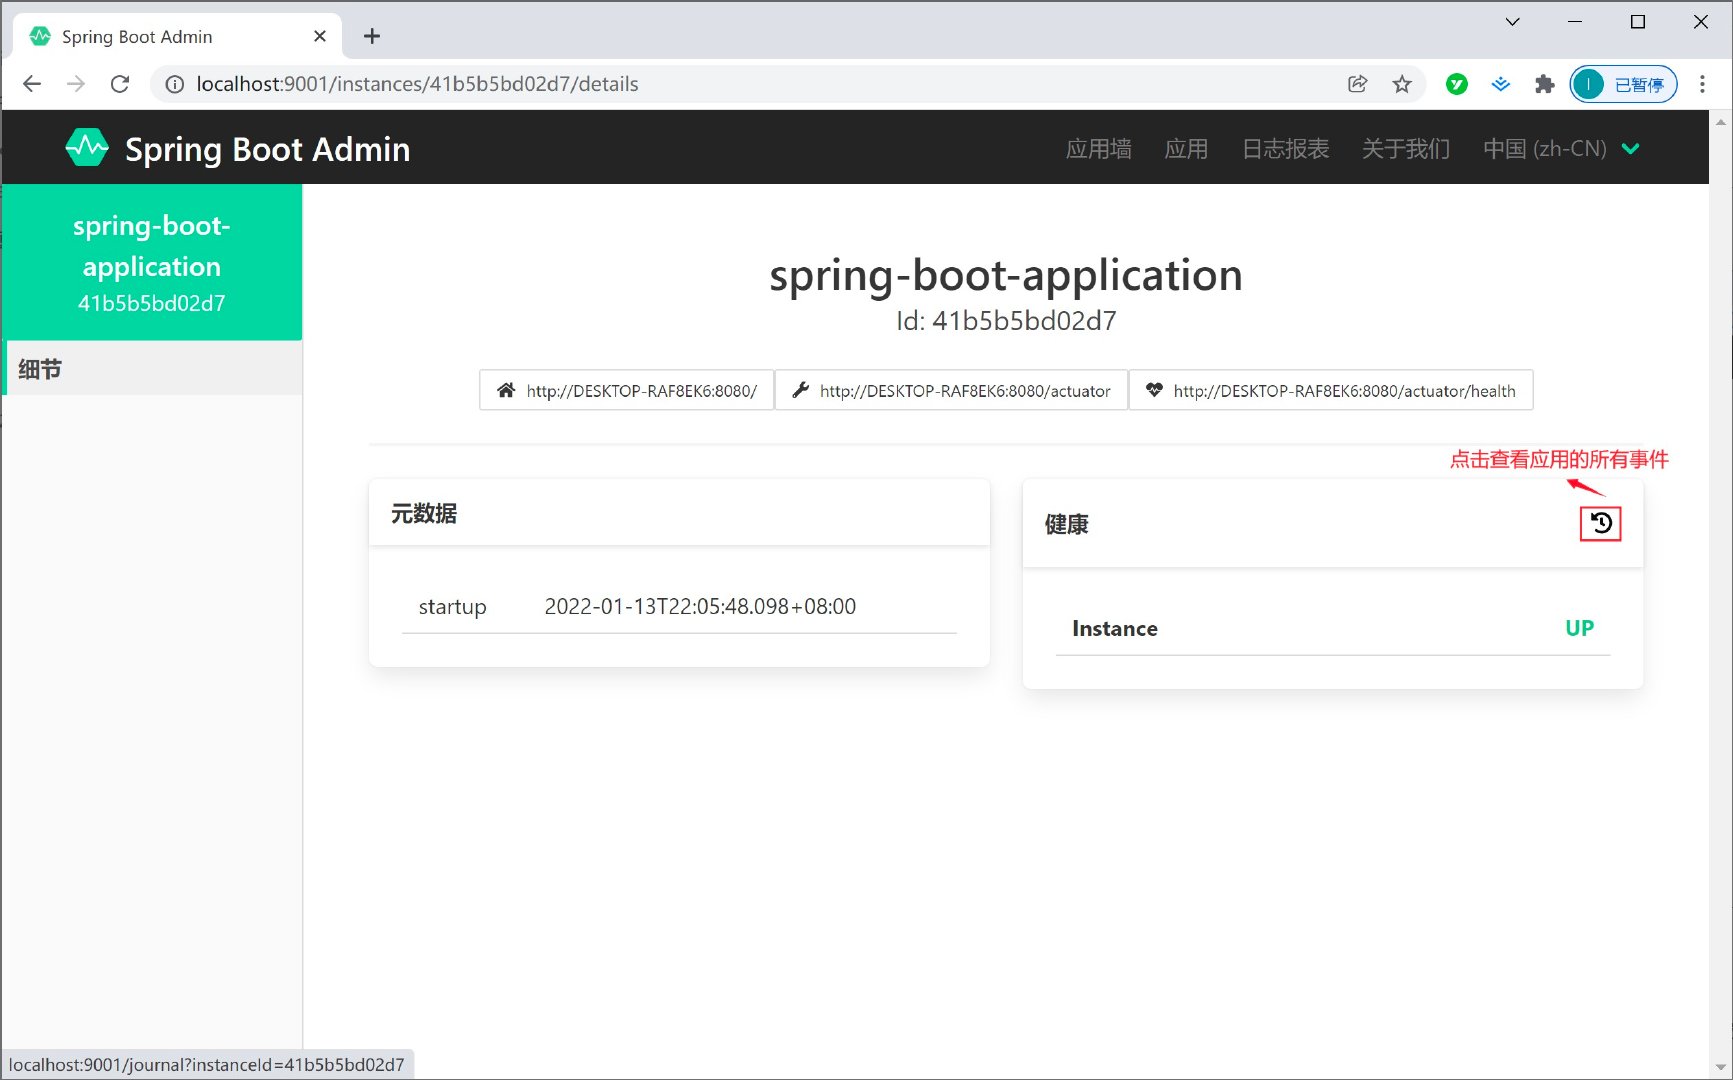 Spring Boot Admin
localhost:9001/instances/41b5b5bd02d7/details
已暂停
Spring Boot Admin
应用墙 应用 日志报表 关于我们 中国 (zh-CN)
spring-boot-
application
41b5b5bd02d7
细节
spring-boot-application
Id: 41b5b5bd02d7
http://DESKTOP-RAF8EK6:8080/ http://DESKTOP-RAF8EK6:8080/actuator http://DESKTOP-RAF8EK6:8080/actuator/health
点击查看应用的所有事件
元数据
startup 2022-01-13T22:05:48.098+08:00
健康
Instance UP
localhost:9001/journal?instanceId=41b5b5bd02d7